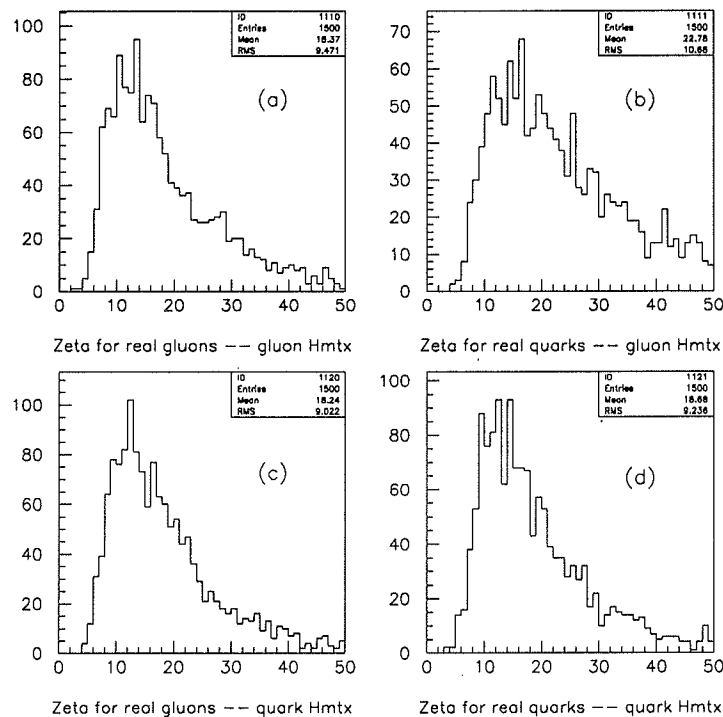 ID 1110
Entries 1500
Mean 18.37
RMS 9.471
(a)
100
80
60
40
20
0
0 10 20 30 40 50
Zeta for real gluons –– gluon Hmtx
ID 1111
Entries 1500
Mean 22.78
RMS 10.68
(b)
70
60
50
40
30
20
10
0
0 10 20 30 40 50
Zeta for real quarks –– gluon Hmtx
ID 1120
Entries 1500
Mean 18.24
RMS 9.022
(c)
100
80
60
40
20
0
0 10 20 30 40 50
Zeta for real gluons –– quark Hmtx
ID 1121
Entries 1500
Mean 18.68
RMS 9.236
(d)
100
80
60
40
20
0
0 10 20 30 40 50
Zeta for real quarks –– quark Hmtx